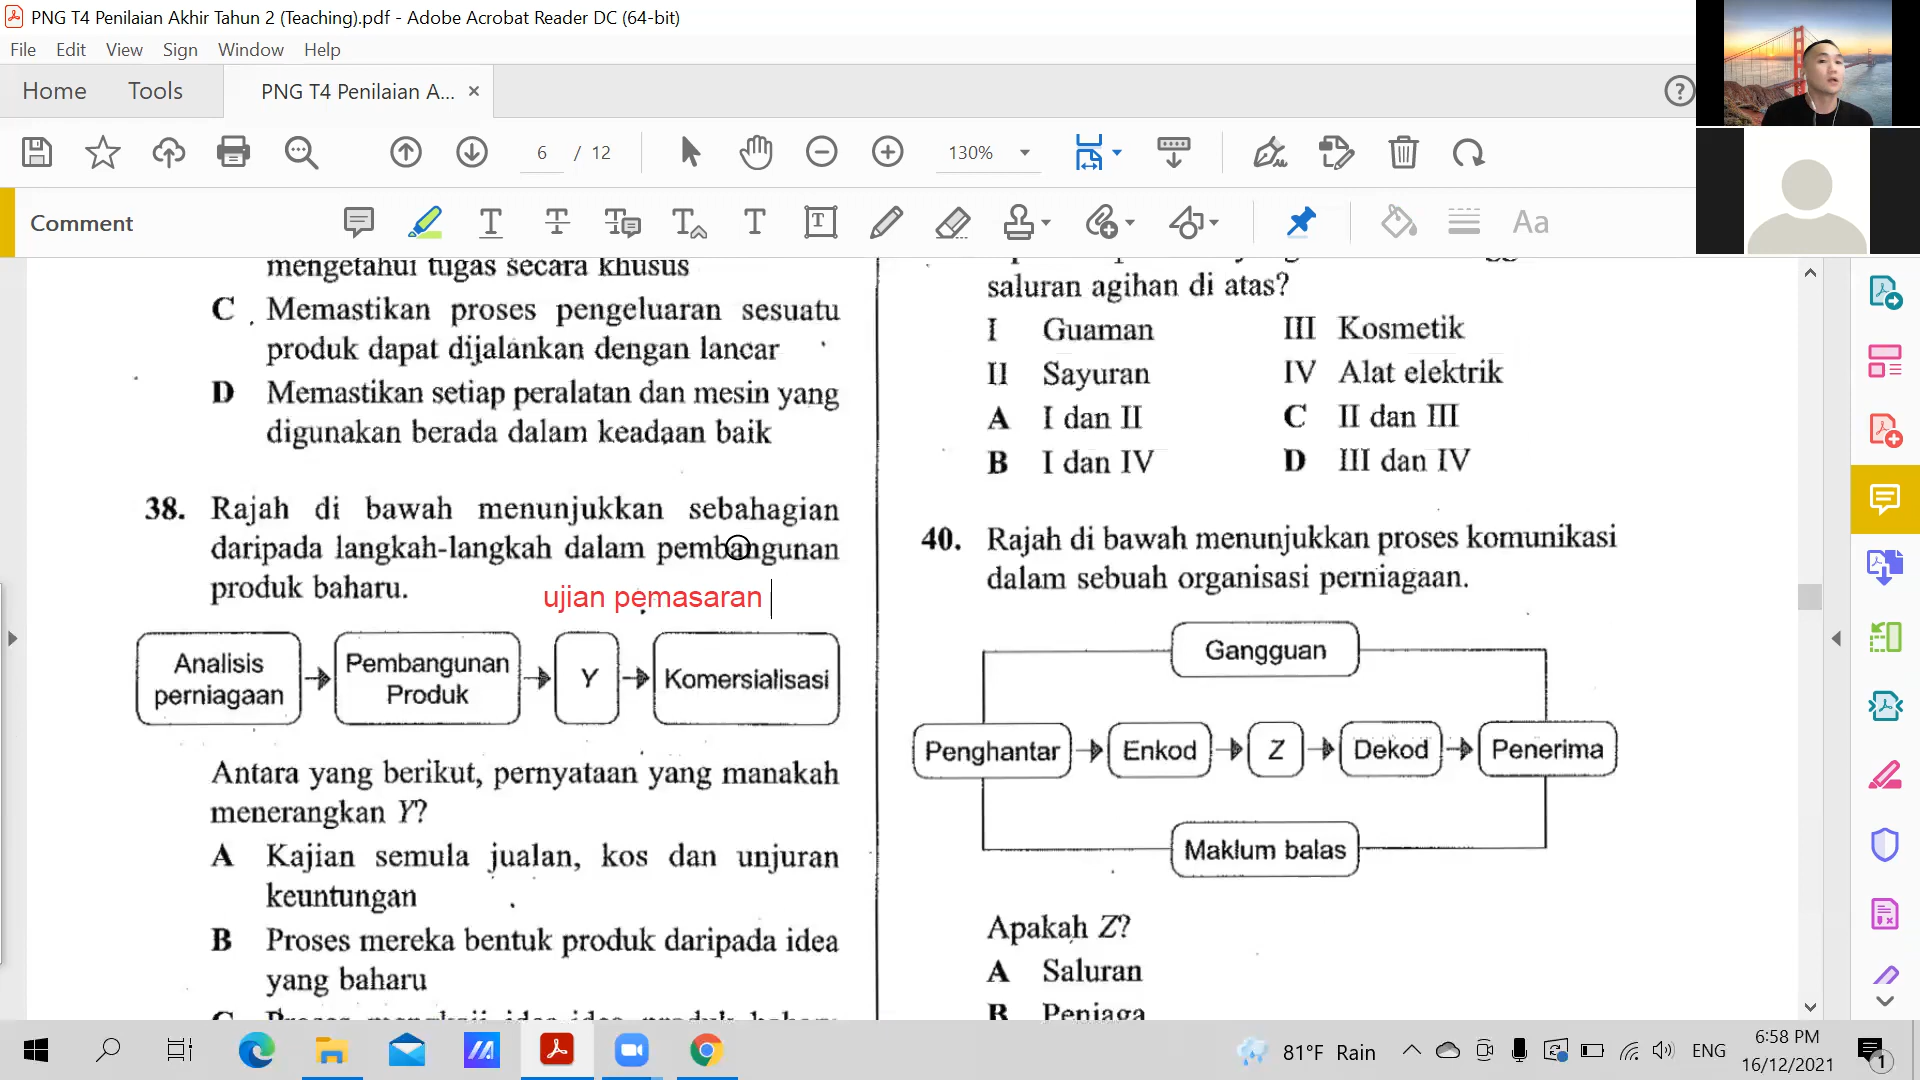 PNG T4 Penilaian Akhir Tahun 2 (Teaching).pdf - Adobe Acrobat Reader DC (64-bit)
File Edit View Sign Window Help
Home Tools PNG T4 Penilaian A... ×
6 / 12 130%
Comment
mengetahui tugas secara khusus
C Memastikan proses pengeluaran sesuatu
produk dapat dijalankan dengan lancar
D Memastikan setiap peralatan dan mesin yang
digunakan berada dalam keadaan baik
38. Rajah di bawah menunjukkan sebahagian
daripada langkah-langkah dalam pembangunan
produk baharu.
ujian pemasaran
Analisis
perniagaan
Pembangunan
Produk
Y
Komersialisasi
Antara yang berikut, pernyataan yang manakah
menerangkan Y?
A Kajian semula jualan, kos dan unjuran
keuntungan
B Proses mereka bentuk produk daripada idea
yang baharu
C Proses mengkaji idea-idea produk baharu
saluran agihan di atas?
I Guaman III Kosmetik
II Sayuran IV Alat elektrik
A I dan II C II dan III
B I dan IV D III dan IV
40. Rajah di bawah menunjukkan proses komunikasi
dalam sebuah organisasi perniagaan.
Gangguan
Penghantar Enkod Z Dekod Penerima
Maklum balas
Apakah Z?
A Saluran
B Peniaga
81°F Rain
ENG
6:58 PM
16/12/2021
1